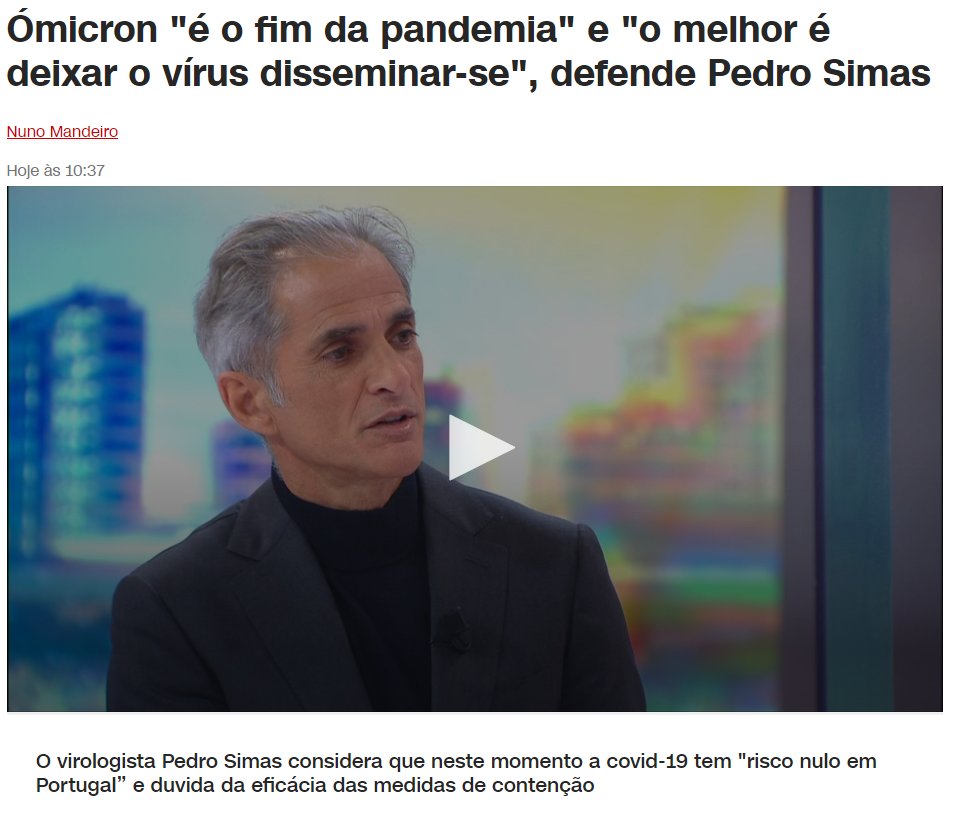 Ómicron "é o fim da pandemia" e "o melhor é
deixar o vírus disseminar-se", defende Pedro Simas
Nuno Mandeiro
Hoje às 10:37
O virologista Pedro Simas considera que neste momento a covid-19 tem "risco nulo em
Portugal” e duvida da eficácia das medidas de contenção